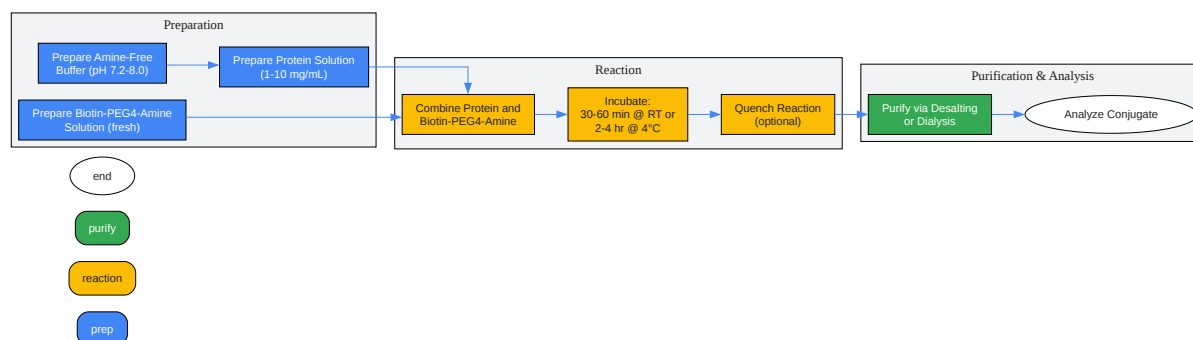 Preparation
Prepare Amine-Free
Buffer (pH 7.2-8.0)
Prepare Protein Solution
(1-10 mg/mL)
Prepare Biotin-PEG4-Amine
Solution (fresh)
Reaction
Combine Protein and
Biotin-PEG4-Amine
Incubate:
30-60 min @ RT or
2-4 hr @ 4°C
Quench Reaction
(optional)
Purification & Analysis
Purify via Desalting
or Dialysis
Analyze Conjugate
end
purify
reaction
prep